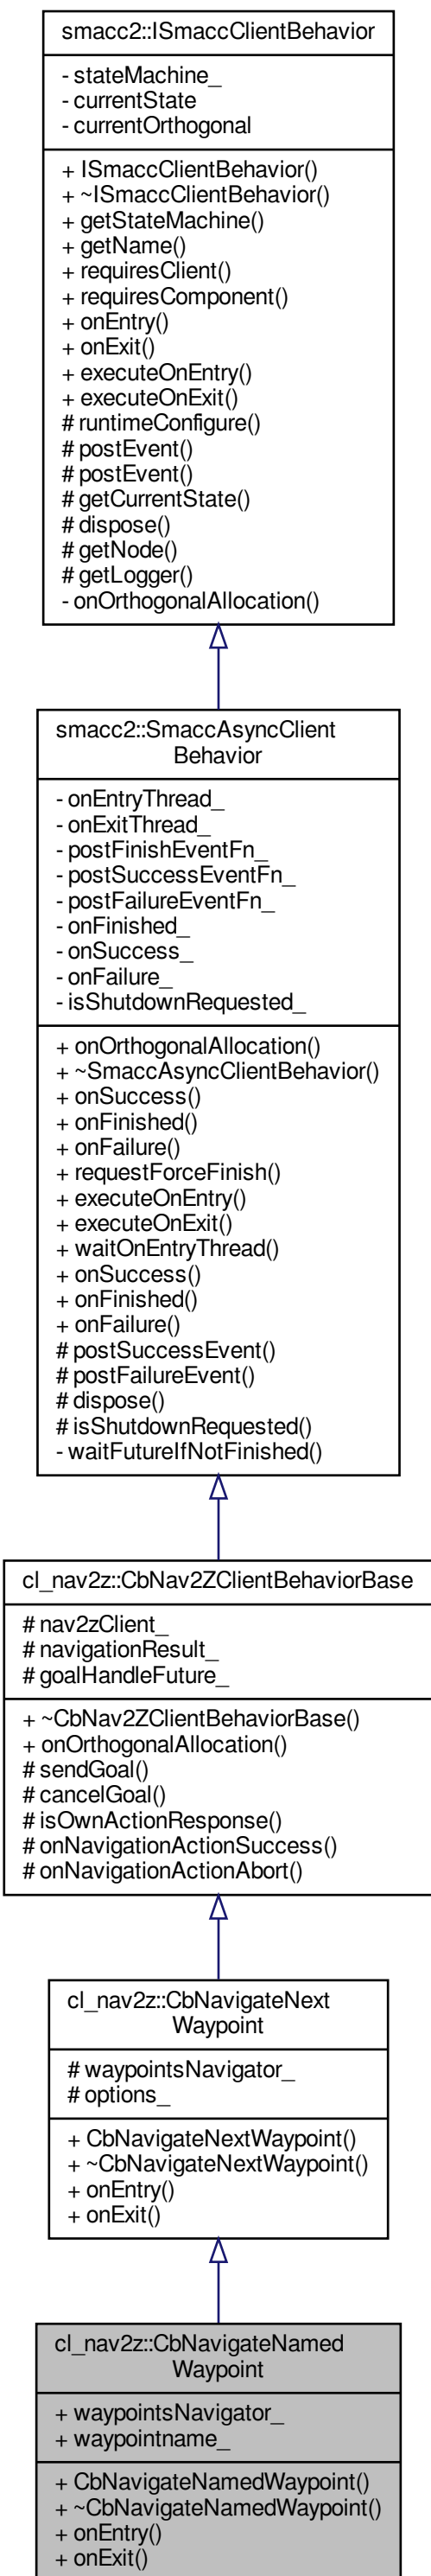 smacc2::ISmaccClientBehavior
- stateMachine_
- currentState
- currentOrthogonal
+ ISmaccClientBehavior()
+ ~ISmaccClientBehavior()
+ getStateMachine()
+ getName()
+ requiresClient()
+ requiresComponent()
+ onEntry()
+ onExit()
+ executeOnEntry()
+ executeOnExit()
# runtimeConfigure()
# postEvent()
# postEvent()
# getCurrentState()
# dispose()
# getNode()
# getLogger()
- onOrthogonalAllocation()
smacc2::SmaccAsyncClient
Behavior
- onEntryThread_
- onExitThread_
- postFinishEventFn_
- postSuccessEventFn_
- postFailureEventFn_
- onFinished_
- onSuccess_
- onFailure_
- isShutdownRequested_
+ onOrthogonalAllocation()
+ ~SmaccAsyncClientBehavior()
+ onSuccess()
+ onFinished()
+ onFailure()
+ requestForceFinish()
+ executeOnEntry()
+ executeOnExit()
+ waitOnEntryThread()
+ onSuccess()
+ onFinished()
+ onFailure()
# postSuccessEvent()
# postFailureEvent()
# dispose()
# isShutdownRequested()
- waitFutureIfNotFinished()
cl_nav2z::CbNav2ZClientBehaviorBase
# nav2zClient_
# navigationResult_
# goalHandleFuture_
+ ~CbNav2ZClientBehaviorBase()
+ onOrthogonalAllocation()
# sendGoal()
# cancelGoal()
# isOwnActionResponse()
# onNavigationActionSuccess()
# onNavigationActionAbort()
cl_nav2z::CbNavigateNext
Waypoint
# waypointsNavigator_
# options_
+ CbNavigateNextWaypoint()
+ ~CbNavigateNextWaypoint()
+ onEntry()
+ onExit()
cl_nav2z::CbNavigateNamed
Waypoint
+ waypointsNavigator_
+ waypointname_
+ CbNavigateNamedWaypoint()
+ ~CbNavigateNamedWaypoint()
+ onEntry()
+ onExit()